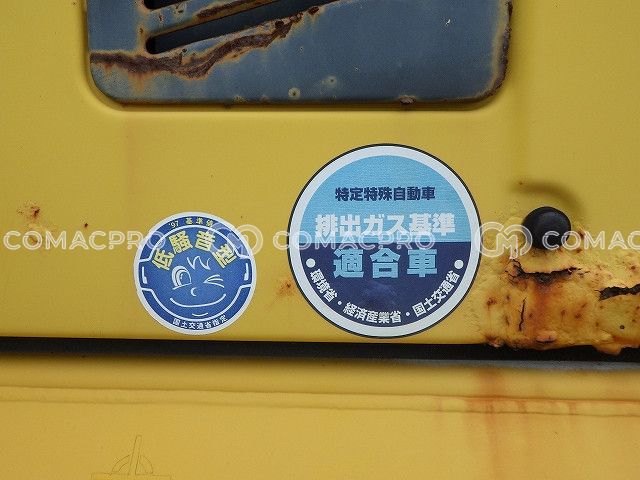 '97 基準値
低騒音型
国土交通省指定
特定特殊自動車
排出ガス基準
適合車
・環境省・経済産業省・国土交通省・
COMACPRO COMACPRO COMACPRO